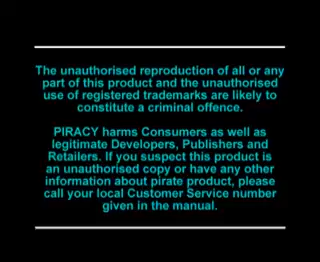 The unauthorised reproduction of all or any
part of this product and the unauthorised
use of registered trademarks are likely to
constitute a criminal offence.
PIRACY harms Consumers as well as
legitimate Developers, Publishers and
Retailers. If you suspect this product is
an unauthorised copy or have any other
information about pirate product, please
call your local Customer Service number
given in the manual.